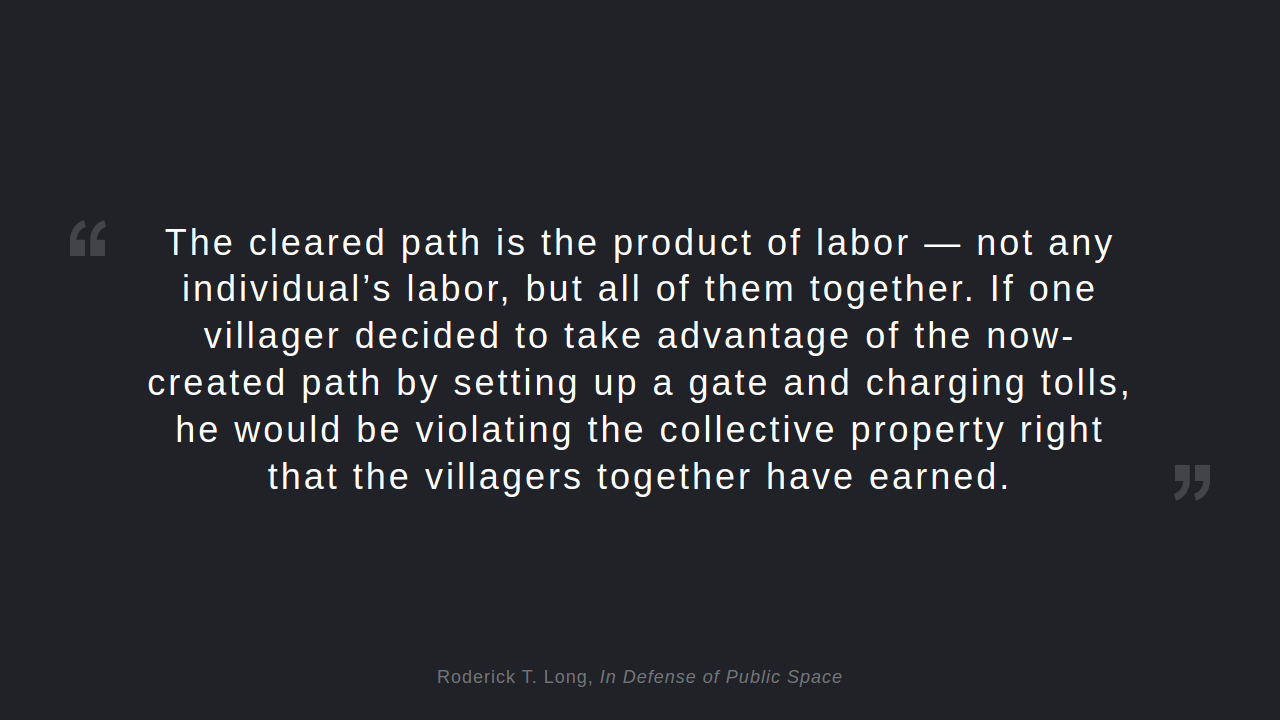 “
The cleared path is the product of labor — not any
individual’s labor, but all of them together. If one
villager decided to take advantage of the now-
created path by setting up a gate and charging tolls,
he would be violating the collective property right
that the villagers together have earned.
”
Roderick T. Long, In Defense of Public Space